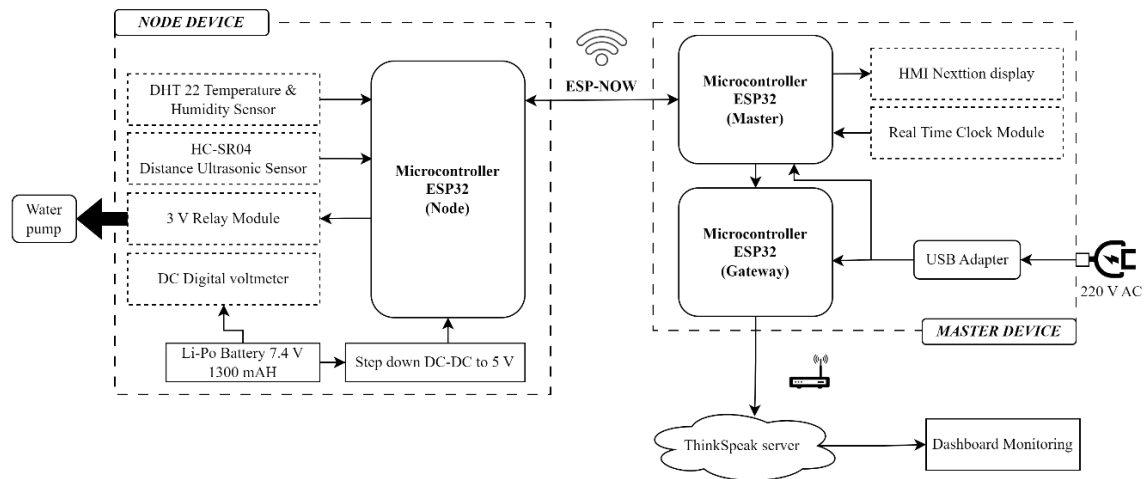 NODE DEVICE
DHT 22 Temperature &
Humidity Sensor
HC-SR04
Distance Ultrasonic Sensor
3 V Relay Module
DC Digital voltmeter
Water
pump
Microcontroller
ESP32
(Node)
Li-Po Battery 7.4 V
1300 mAH
Step down DC-DC to 5 V
ESP-NOW
Microcontroller
ESP32
(Master)
HMI Nexttion display
Real Time Clock Module
Microcontroller
ESP32
(Gateway)
USB Adapter
220 V AC
MASTER DEVICE
ThinkSpeak server
Dashboard Monitoring